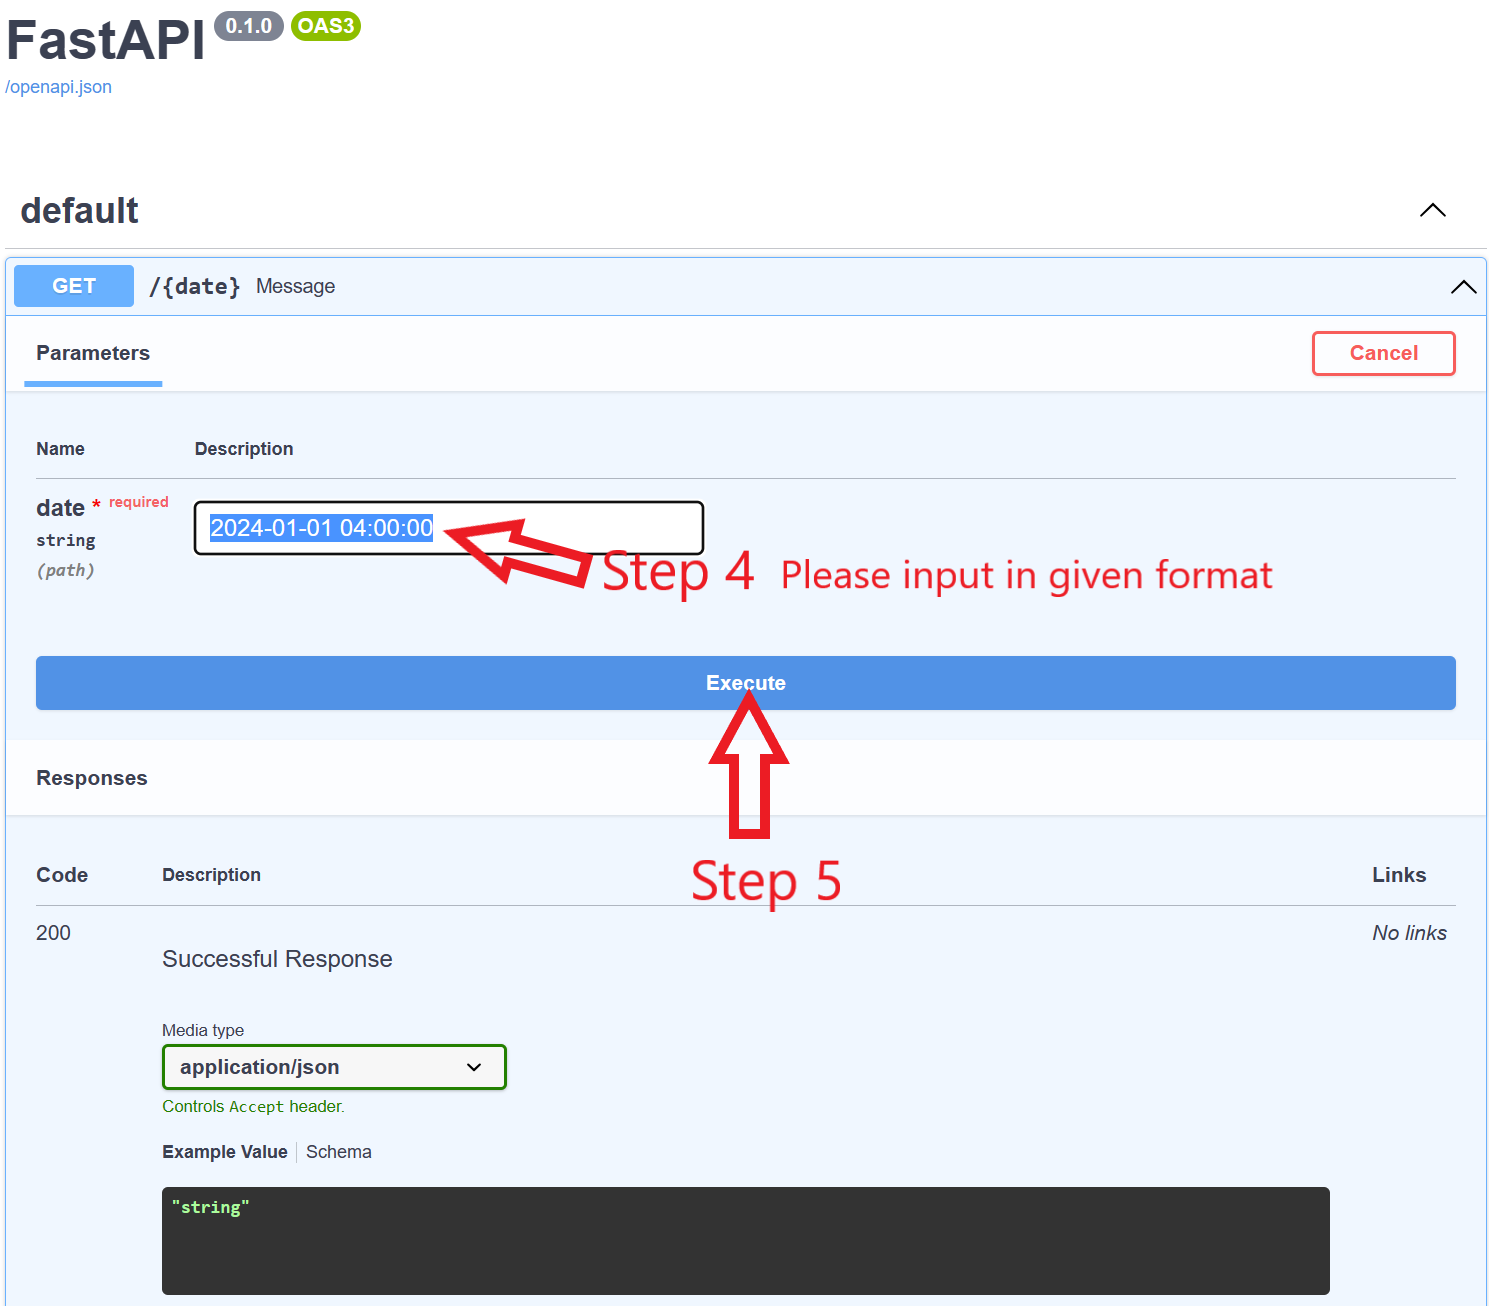 FastAPI 0.1.0 OAS3
/openapi.json
default
GET /{date} Message
Parameters Cancel
Name Description
date * required
string
(path)
2024-01-01 04:00:00
Step 4 Please input in given format
Execute
Step 5
Responses
Code Description Links
200 No links
Successful Response
Media type
application/json
Controls Accept header.
Example Value Schema
"string"